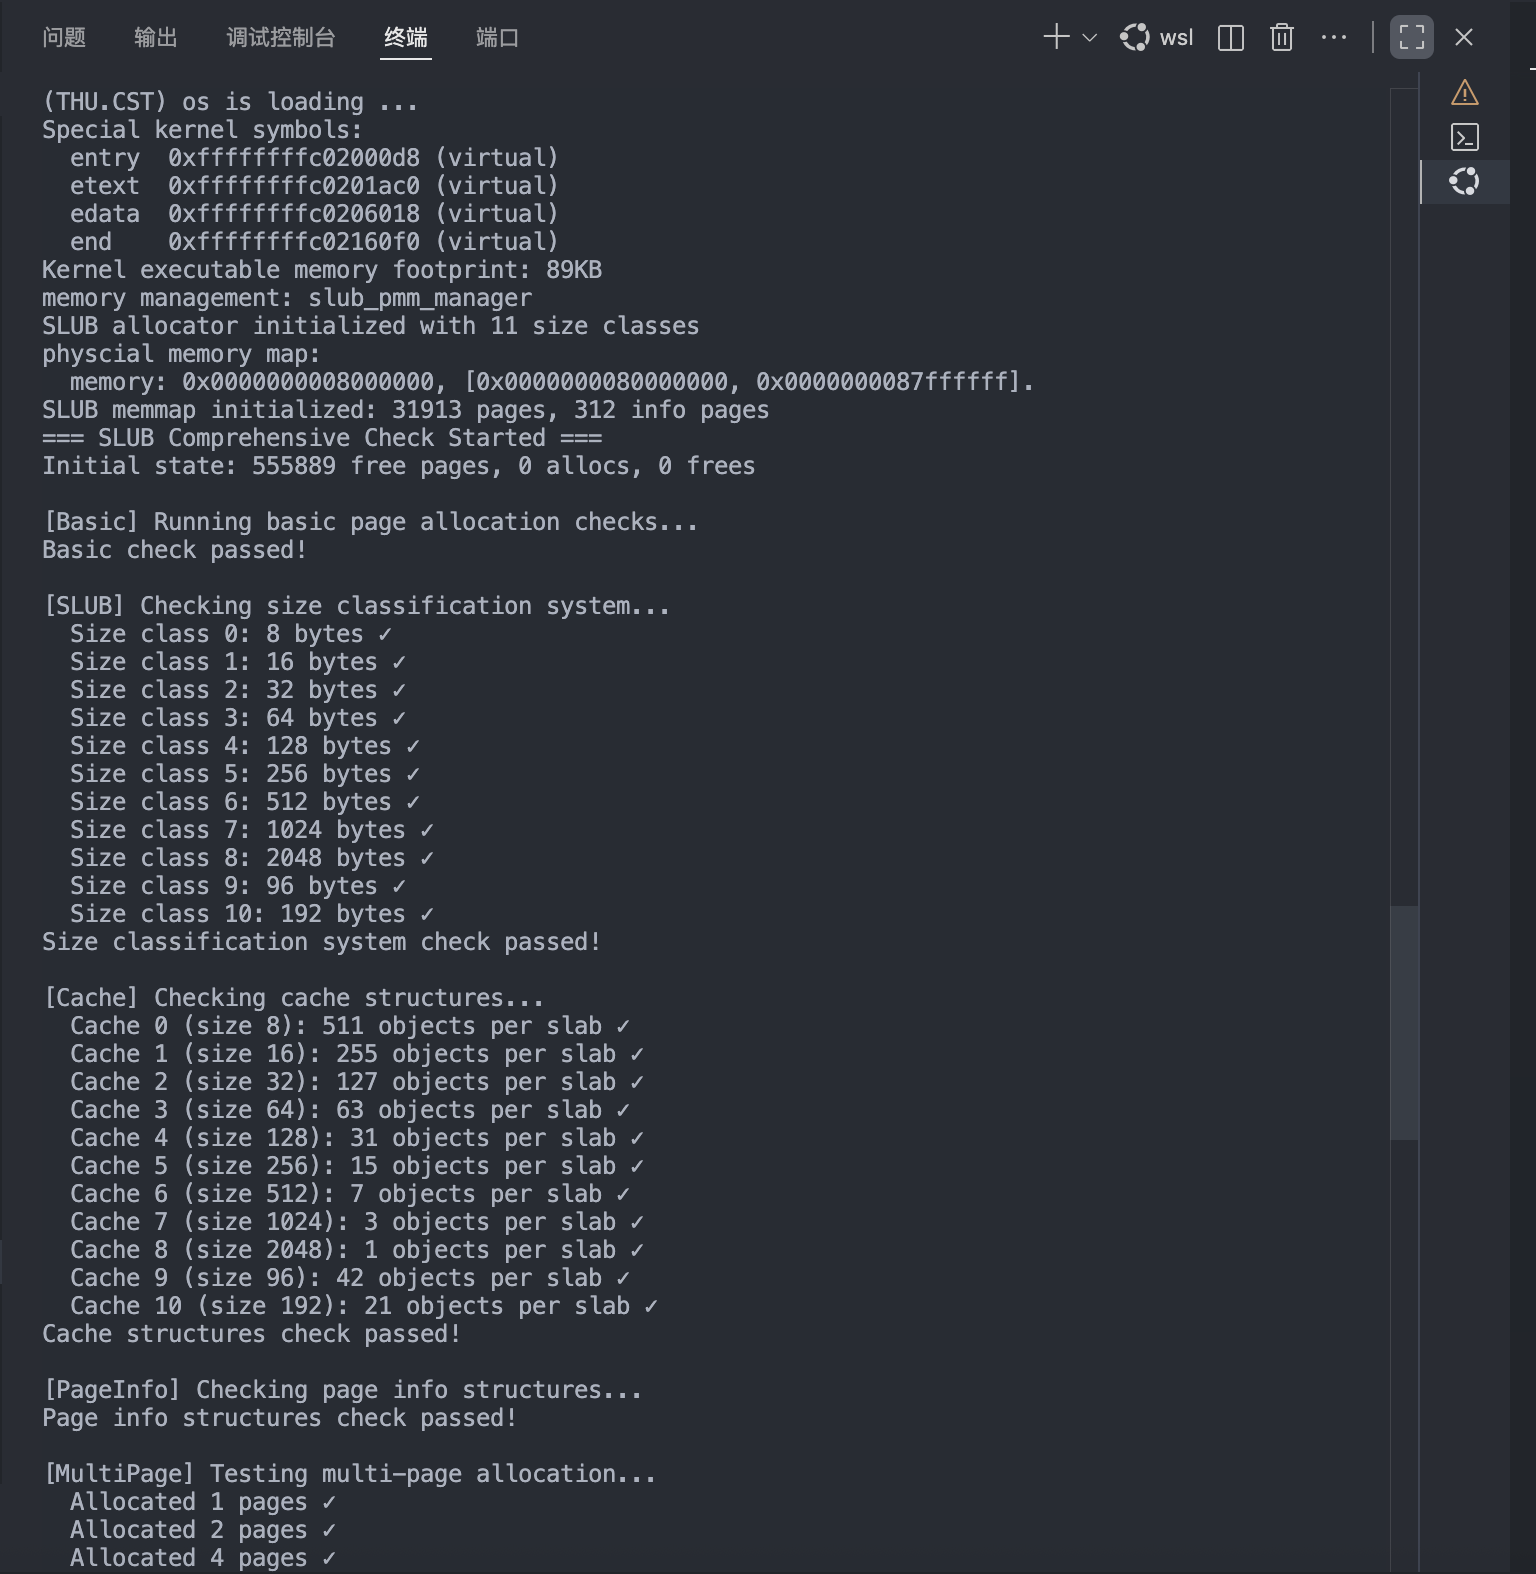 问题 输出 调试控制台 终端 端口 wsl
(THU.CST) os is loading ...
Special kernel symbols:
  entry  0xffffffffc02000d8 (virtual)
  etext  0xffffffffc0201ac0 (virtual)
  edata  0xffffffffc0206018 (virtual)
  end    0xffffffffc02160f0 (virtual)
Kernel executable memory footprint: 89KB
memory management: slub_pmm_manager
SLUB allocator initialized with 11 size classes
physcial memory map:
  memory: 0x0000000008000000, [0x0000000080000000, 0x0000000087ffffff].
SLUB memmap initialized: 31913 pages, 312 info pages
=== SLUB Comprehensive Check Started ===
Initial state: 555889 free pages, 0 allocs, 0 frees

[Basic] Running basic page allocation checks...
Basic check passed!

[SLUB] Checking size classification system...
  Size class 0: 8 bytes ✓
  Size class 1: 16 bytes ✓
  Size class 2: 32 bytes ✓
  Size class 3: 64 bytes ✓
  Size class 4: 128 bytes ✓
  Size class 5: 256 bytes ✓
  Size class 6: 512 bytes ✓
  Size class 7: 1024 bytes ✓
  Size class 8: 2048 bytes ✓
  Size class 9: 96 bytes ✓
  Size class 10: 192 bytes ✓
Size classification system check passed!

[Cache] Checking cache structures...
  Cache 0 (size 8): 511 objects per slab ✓
  Cache 1 (size 16): 255 objects per slab ✓
  Cache 2 (size 32): 127 objects per slab ✓
  Cache 3 (size 64): 63 objects per slab ✓
  Cache 4 (size 128): 31 objects per slab ✓
  Cache 5 (size 256): 15 objects per slab ✓
  Cache 6 (size 512): 7 objects per slab ✓
  Cache 7 (size 1024): 3 objects per slab ✓
  Cache 8 (size 2048): 1 objects per slab ✓
  Cache 9 (size 96): 42 objects per slab ✓
  Cache 10 (size 192): 21 objects per slab ✓
Cache structures check passed!

[PageInfo] Checking page info structures...
Page info structures check passed!

[MultiPage] Testing multi-page allocation...
  Allocated 1 pages ✓
  Allocated 2 pages ✓
  Allocated 4 pages ✓